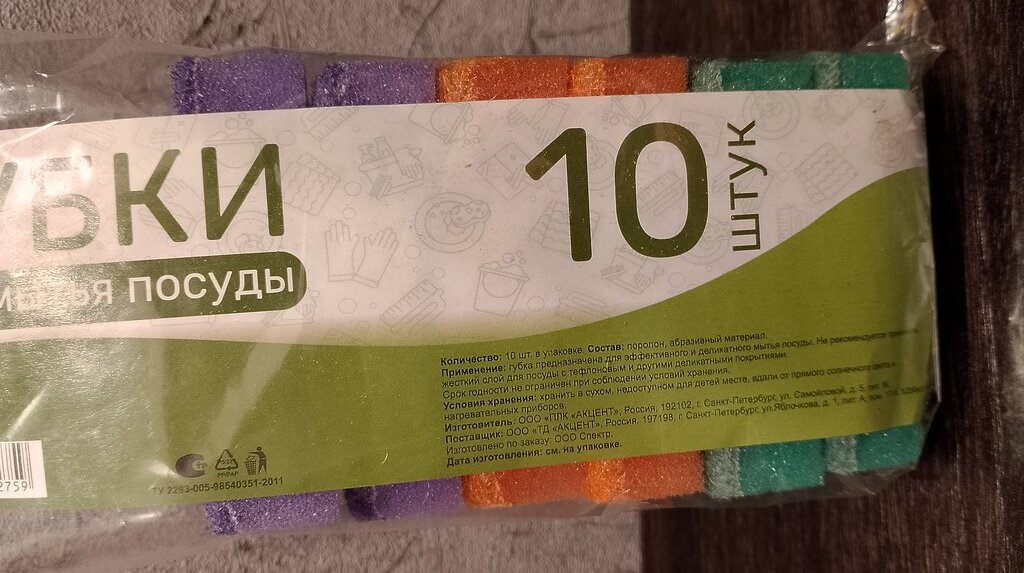 УБКИ
мытья посуды
10
штук
Количество: 10 шт. в упаковке. Состав: поролон, абразивный материал.
Применение: губка предназначена для эффективного и деликатного мытья посуды. Не рекомендуется
жесткий слой для посуды с тефлоновым и другими деликатными покрытиями.
Срок годности не ограничен при соблюдении условий хранения.
Условия хранения: хранить в сухом, недоступном для детей месте, вдали от прямого солнечного света и
нагревательных приборов.
Изготовитель: ООО «ПЛК «АКЦЕНТ», Россия, 192102, г. Санкт-Петербург, ул. Самойловой, д. 5, лит. К,
Поставщик: ООО «ТД «АКЦЕНТ», Россия, 197198, г. Санкт-Петербург, ул.Яблочкова, д. 1, лит. А,
Изготовлено по заказу: ООО Спектр.
Дата изготовления: см. на упаковке.
ТУ 2293-005-98540351-2011
2759